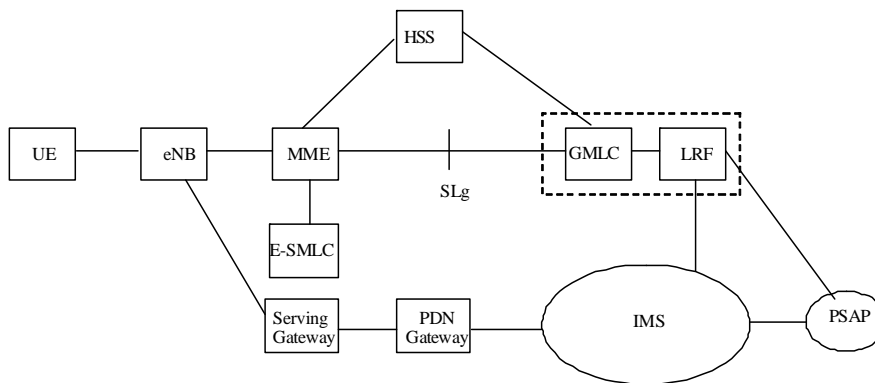 HSS
UE
eNB
MME
GMLC
LRF
SLg
E-SMLC
Serving
Gateway
PDN
Gateway
IMS
PSAP